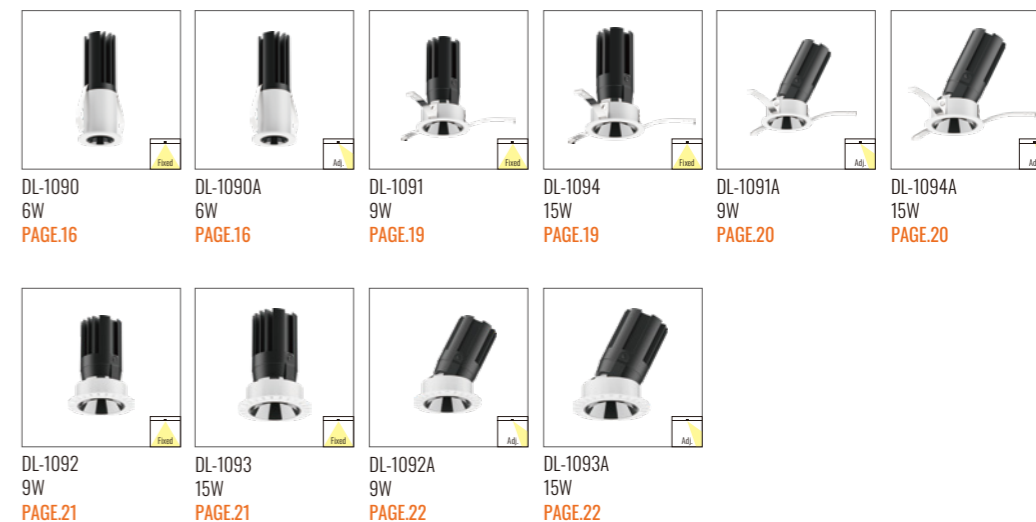 Fixed
Adj.
Fixed
Fixed
Adj.
DL-1090
6W
PAGE.16
DL-1090A
6W
PAGE.16
DL-1091
9W
PAGE.19
DL-1094
15W
PAGE.19
DL-1091A
9W
PAGE.20
DL-1094A
15W
PAGE.20
Fixed
Fixed
Adj.
Adj.
DL-1092
9W
PAGE.21
DL-1093
15W
PAGE.21
DL-1092A
9W
PAGE.22
DL-1093A
15W
PAGE.22